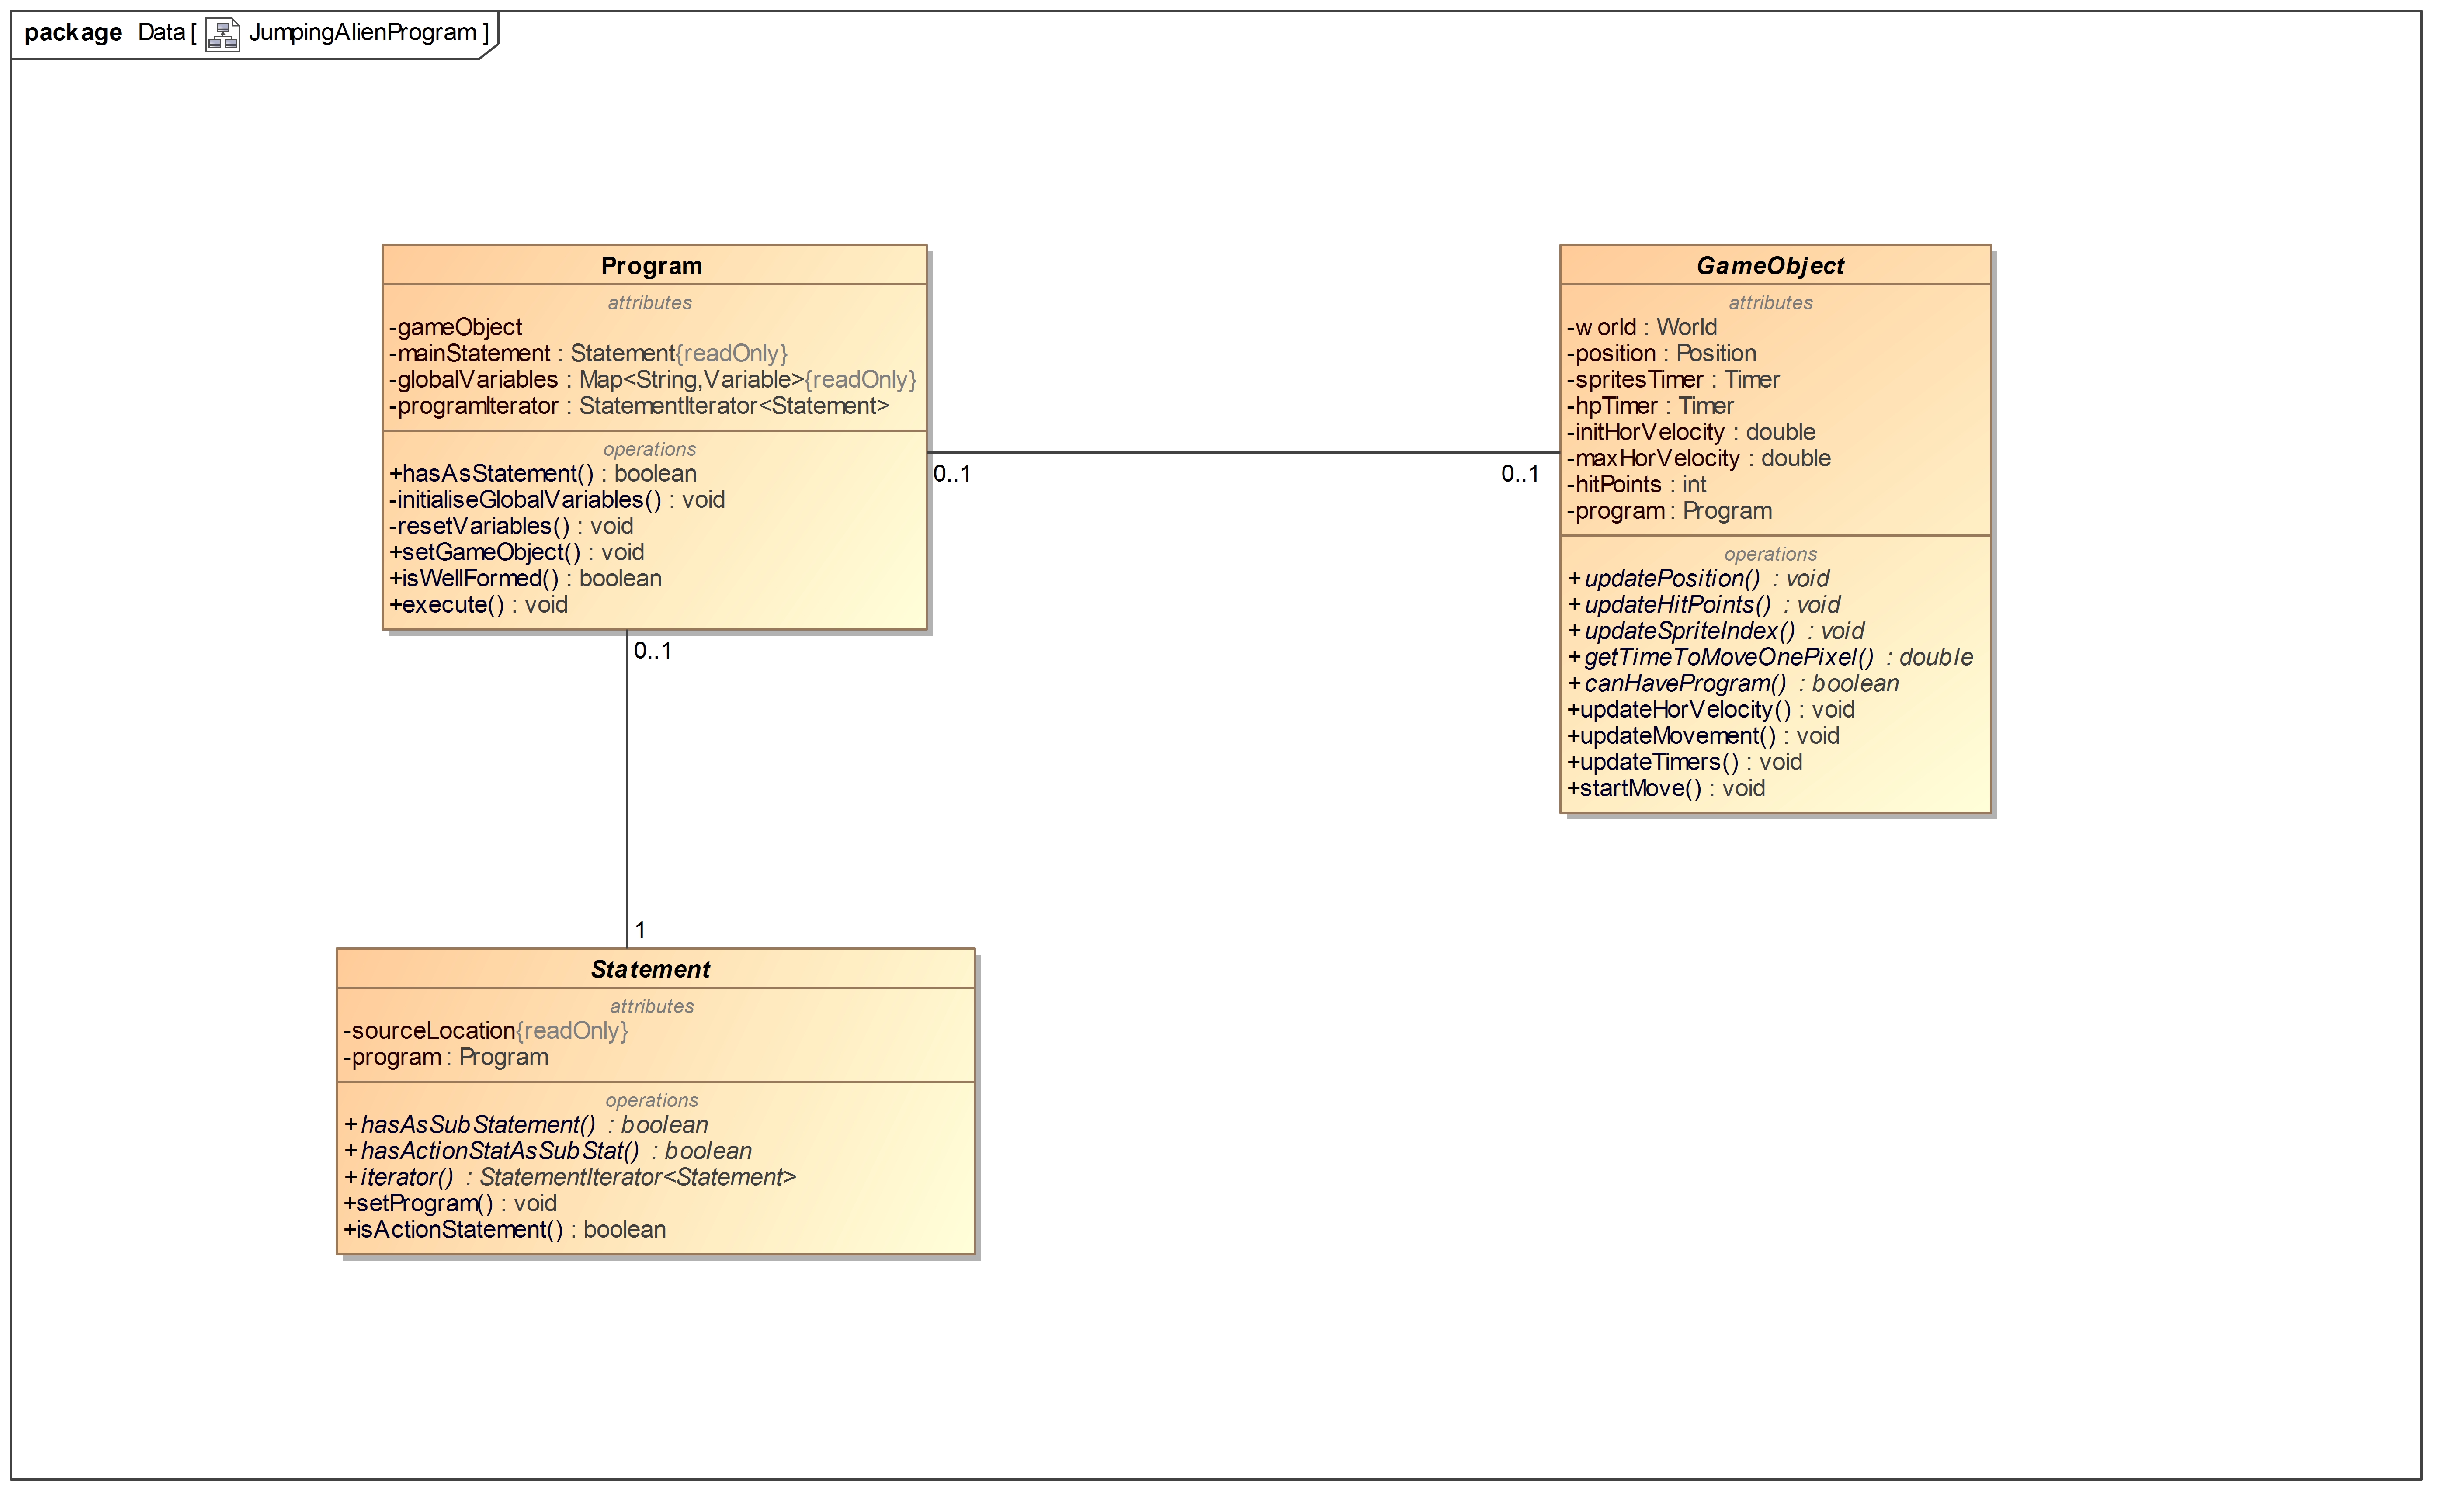 package Data [ JumpingAlienProgram ]
Program
attributes
-gameObject
-mainStatement : Statement{readOnly}
-globalVariables : Map<String,Variable>{readOnly}
-programIterator : StatementIterator<Statement>
operations
+hasAsStatement() : boolean
-initialiseGlobalVariables() : void
-resetVariables() : void
+setGameObject() : void
+isWellFormed() : boolean
+execute() : void
0..1
0..1
GameObject
attributes
-world : World
-position : Position
-spritesTimer : Timer
-hpTimer : Timer
-initHorVelocity : double
-maxHorVelocity : double
-hitPoints : int
-program : Program
operations
+updatePosition() : void
+updateHitPoints() : void
+updateSpriteIndex() : void
+getTimeToMoveOnePixel() : double
+canHaveProgram() : boolean
+updateHorVelocity() : void
+updateMovement() : void
+updateTimers() : void
+startMove() : void
0..1
1
Statement
attributes
-sourceLocation{readOnly}
-program : Program
operations
+hasAsSubStatement() : boolean
+hasActionStatAsSubStat() : boolean
+iterator() : StatementIterator<Statement>
+setProgram() : void
+isActionStatement() : boolean